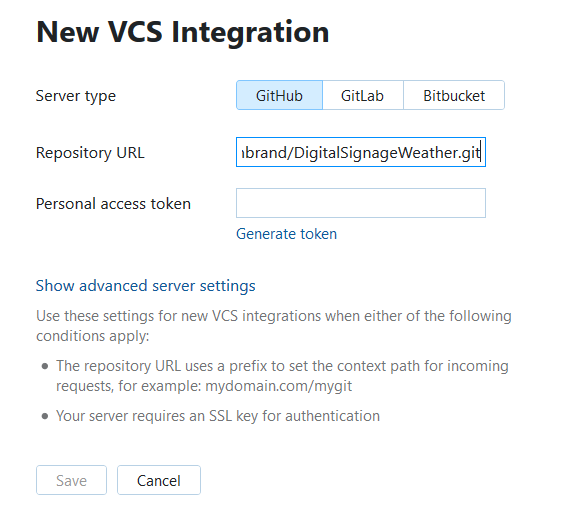 New VCS Integration
Server type
GitHub
GitLab
Bitbucket
Repository URL
brand/DigitalSignageWeather.git
Personal access token
Generate token
Show advanced server settings
Use these settings for new VCS integrations when either of the following
conditions apply:
The repository URL uses a prefix to set the context path for incoming
requests, for example: mydomain.com/mygit
Your server requires an SSL key for authentication
Save
Cancel